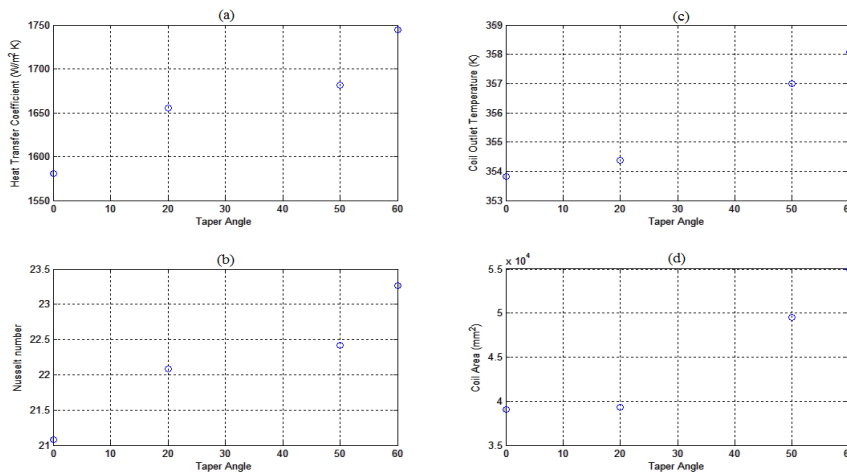 (a)
1750
1700
1650
1600
1550
0 10 20 30 40 50 60
Heat Transfer Coefficient (W/m² K)
Taper Angle
(c)
359
358
357
356
355
354
353
0 10 20 30 40 50 60
Coil Outlet Temperature (K)
Taper Angle
(b)
23.5
23
22.5
22
21.5
21
0 10 20 30 40 50 60
Nusselt number
Taper Angle
(d)
x 10⁴
5.5
5
4.5
4
3.5
0 10 20 30 40 50 60
Coil Area (mm²)
Taper Angle